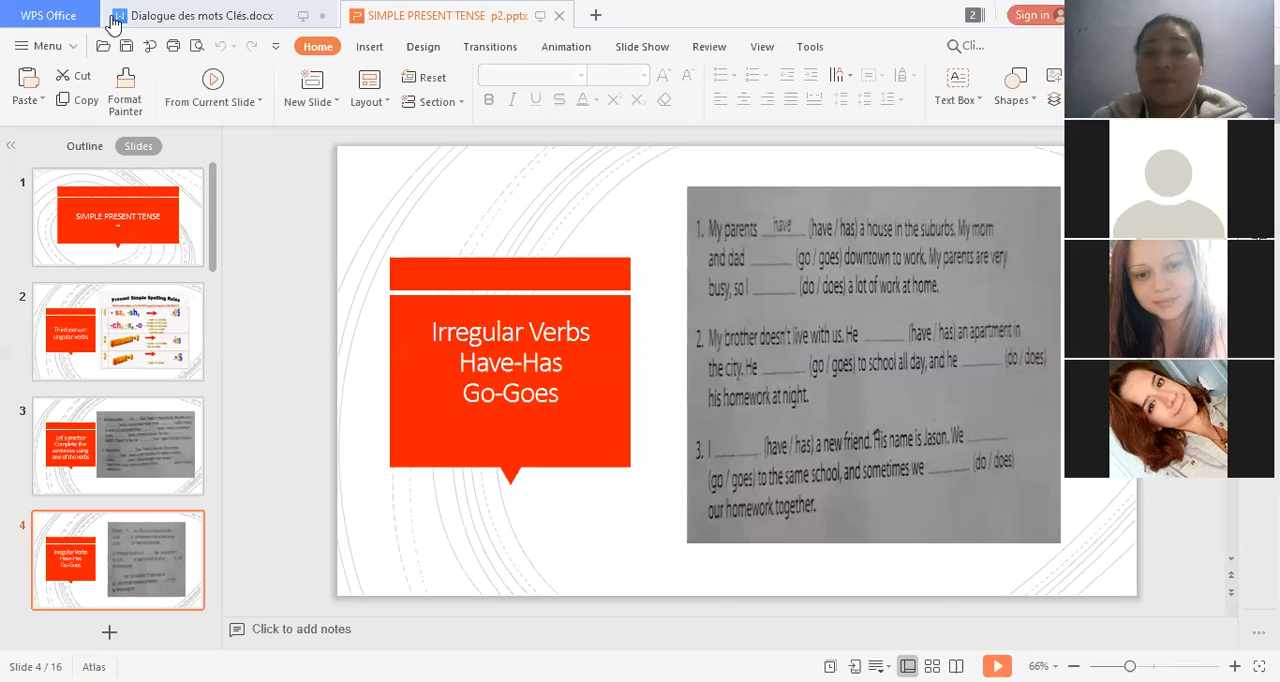 WPS Office
Dialogue des mots Clés.docx
SIMPLE PRESENT TENSE p2.pptx
2
Sign in
Menu
Home
Insert
Design
Transitions
Animation
Slide Show
Review
View
Tools
Cli...
Paste
Cut
Copy
Format
Painter
From Current Slide
New Slide
Layout
Reset
Section
Text Box
Shapes
Outline
Slides
1
SIMPLE PRESENT TENSE
2
Third person
singular verbs
Present Simple Spelling Rules
3
Let's practice
Complete the
sentences using
one of the verbs
4
Irregular Verbs
Have-Has
Go-Goes
Irregular Verbs
Have-Has
Go-Goes
1. My parents have (have / has) a house in the suburbs. My mom
and dad (go / goes) downtown to work. My parents are very
busy, so I (do / does) a lot of work at home.
2. My brother doesn't live with us. He (have / has) an apartment in
the city. He (go / goes) to school all day, and he (do / does)
his homework at night.
3. I (have / has) a new friend. His name is Jason. We
(go / goes) to the same school, and sometimes we (do / does)
our homework together.
Click to add notes
Slide 4 / 16
Atlas
66%